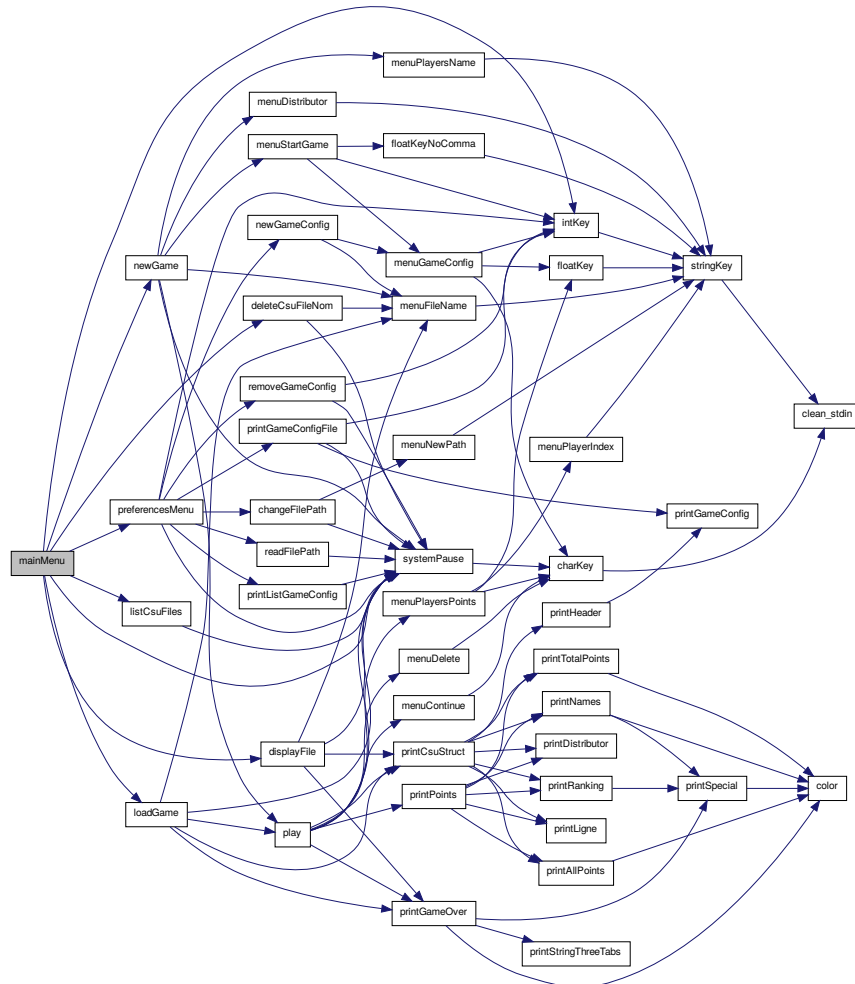 menuPlayersName
menuDistributor
menuStartGame
floatKeyNoComma
newGameConfig
intKey
newGame
menuGameConfig
floatKey
stringKey
deleteCsuFileNom
menuFileName
removeGameConfig
clean_stdin
printGameConfigFile
menuNewPath
menuPlayerIndex
preferencesMenu
changeFilePath
printGameConfig
mainMenu
readFilePath
systemPause
charKey
printListGameConfig
menuPlayersPoints
listCsuFiles
printHeader
menuDelete
printTotalPoints
menuContinue
printNames
displayFile
printCsuStruct
printDistributor
printRanking
printSpecial
color
loadGame
printPoints
play
printLigne
printAllPoints
printGameOver
printStringThreeTabs